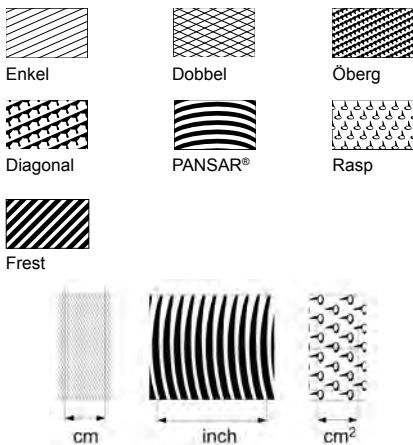 Enkel Dobbel Öberg
Diagonal PANSAR® Rasp
Frest
cm inch cm²